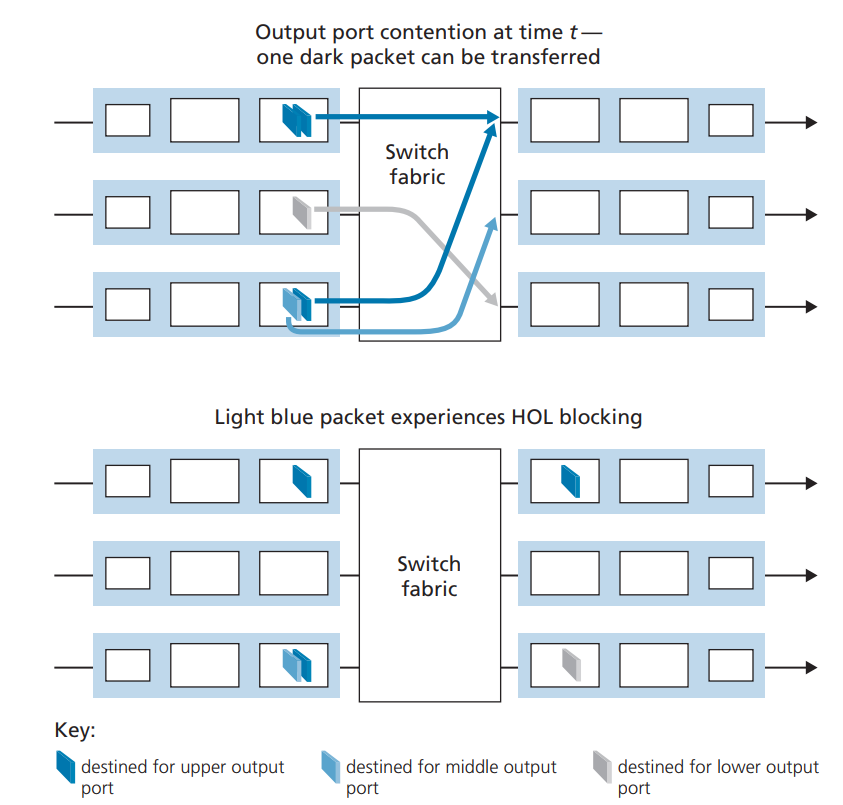 Output port contention at time t—
one dark packet can be transferred
Switch
fabric
Light blue packet experiences HOL blocking
Switch
fabric
Key:
destined for upper output
port
destined for middle output
port
destined for lower output
port